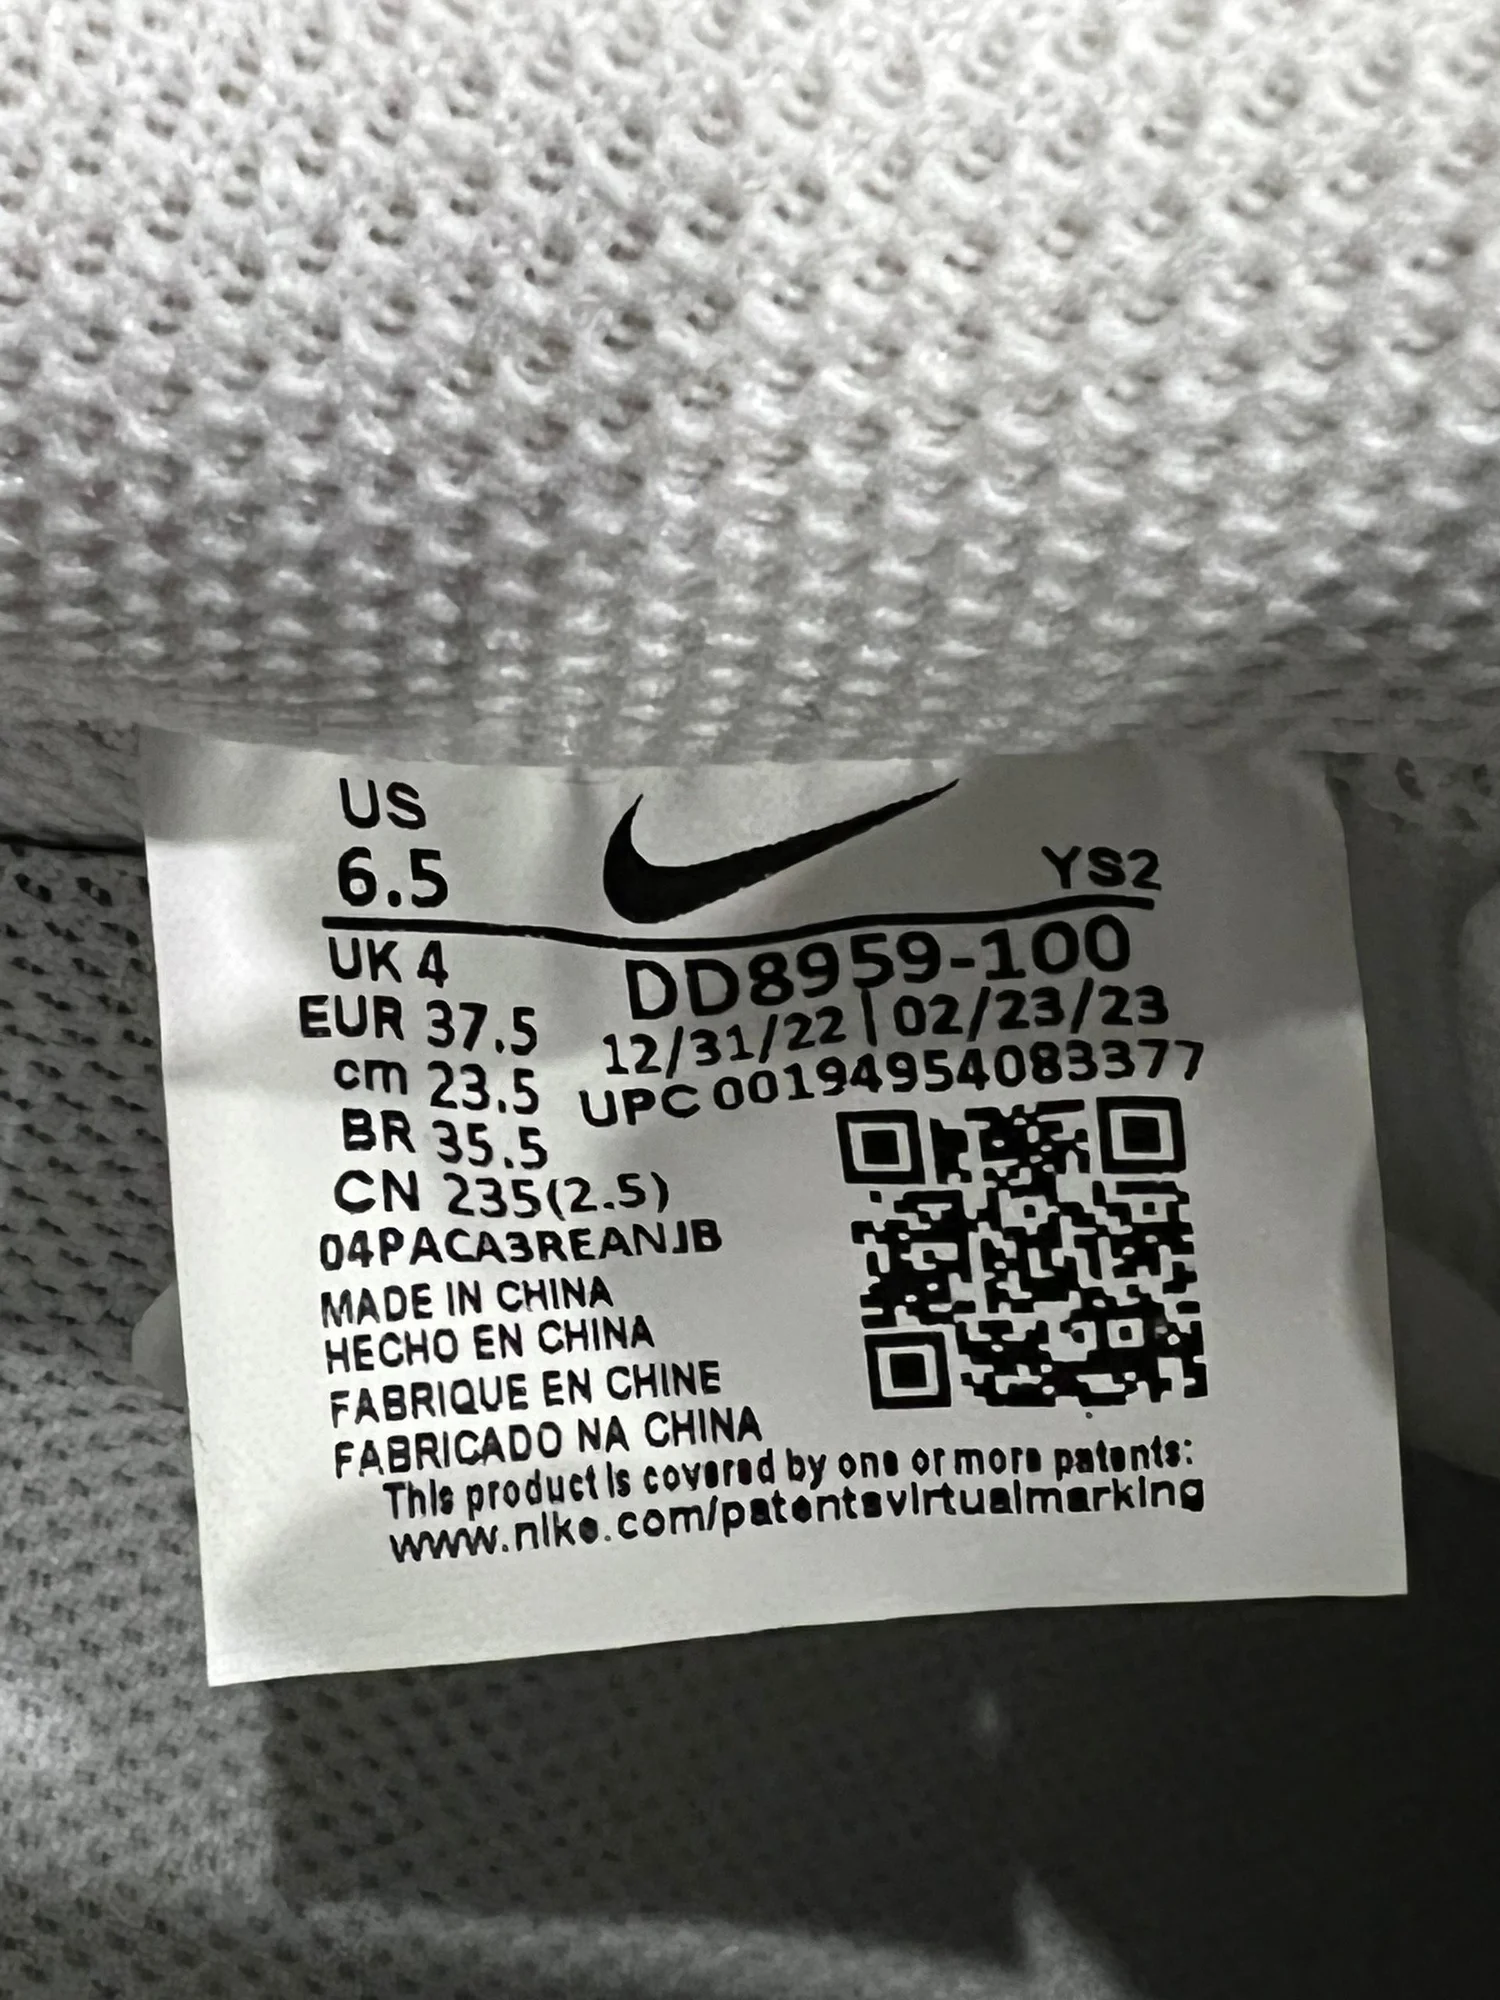 US
6.5
YS2
UK 4
DD8959-100
EUR 37.5
12/31/22 | 02/23/23
cm 23.5
UPC 00194954083377
BR 35.5
CN 235(2.5)
04PACA3REANJB
MADE IN CHINA
HECHO EN CHINA
FABRIQUE EN CHINE
FABRICADO NA CHINA
This product is covered by one or more patents:
www.nike.com/patentsvirtualmarking